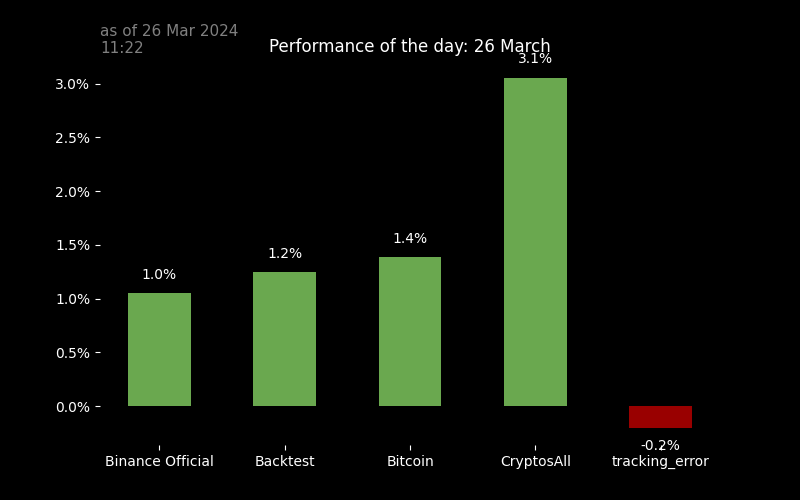 as of 26 Mar 2024
11:22
Performance of the day: 26 March
3.1%
3.0%
2.5%
2.0%
1.5%
1.4%
1.2%
1.0%
1.0%
0.5%
0.0%
-0.2%
Binance Official
Backtest
Bitcoin
CryptosAll
tracking_error